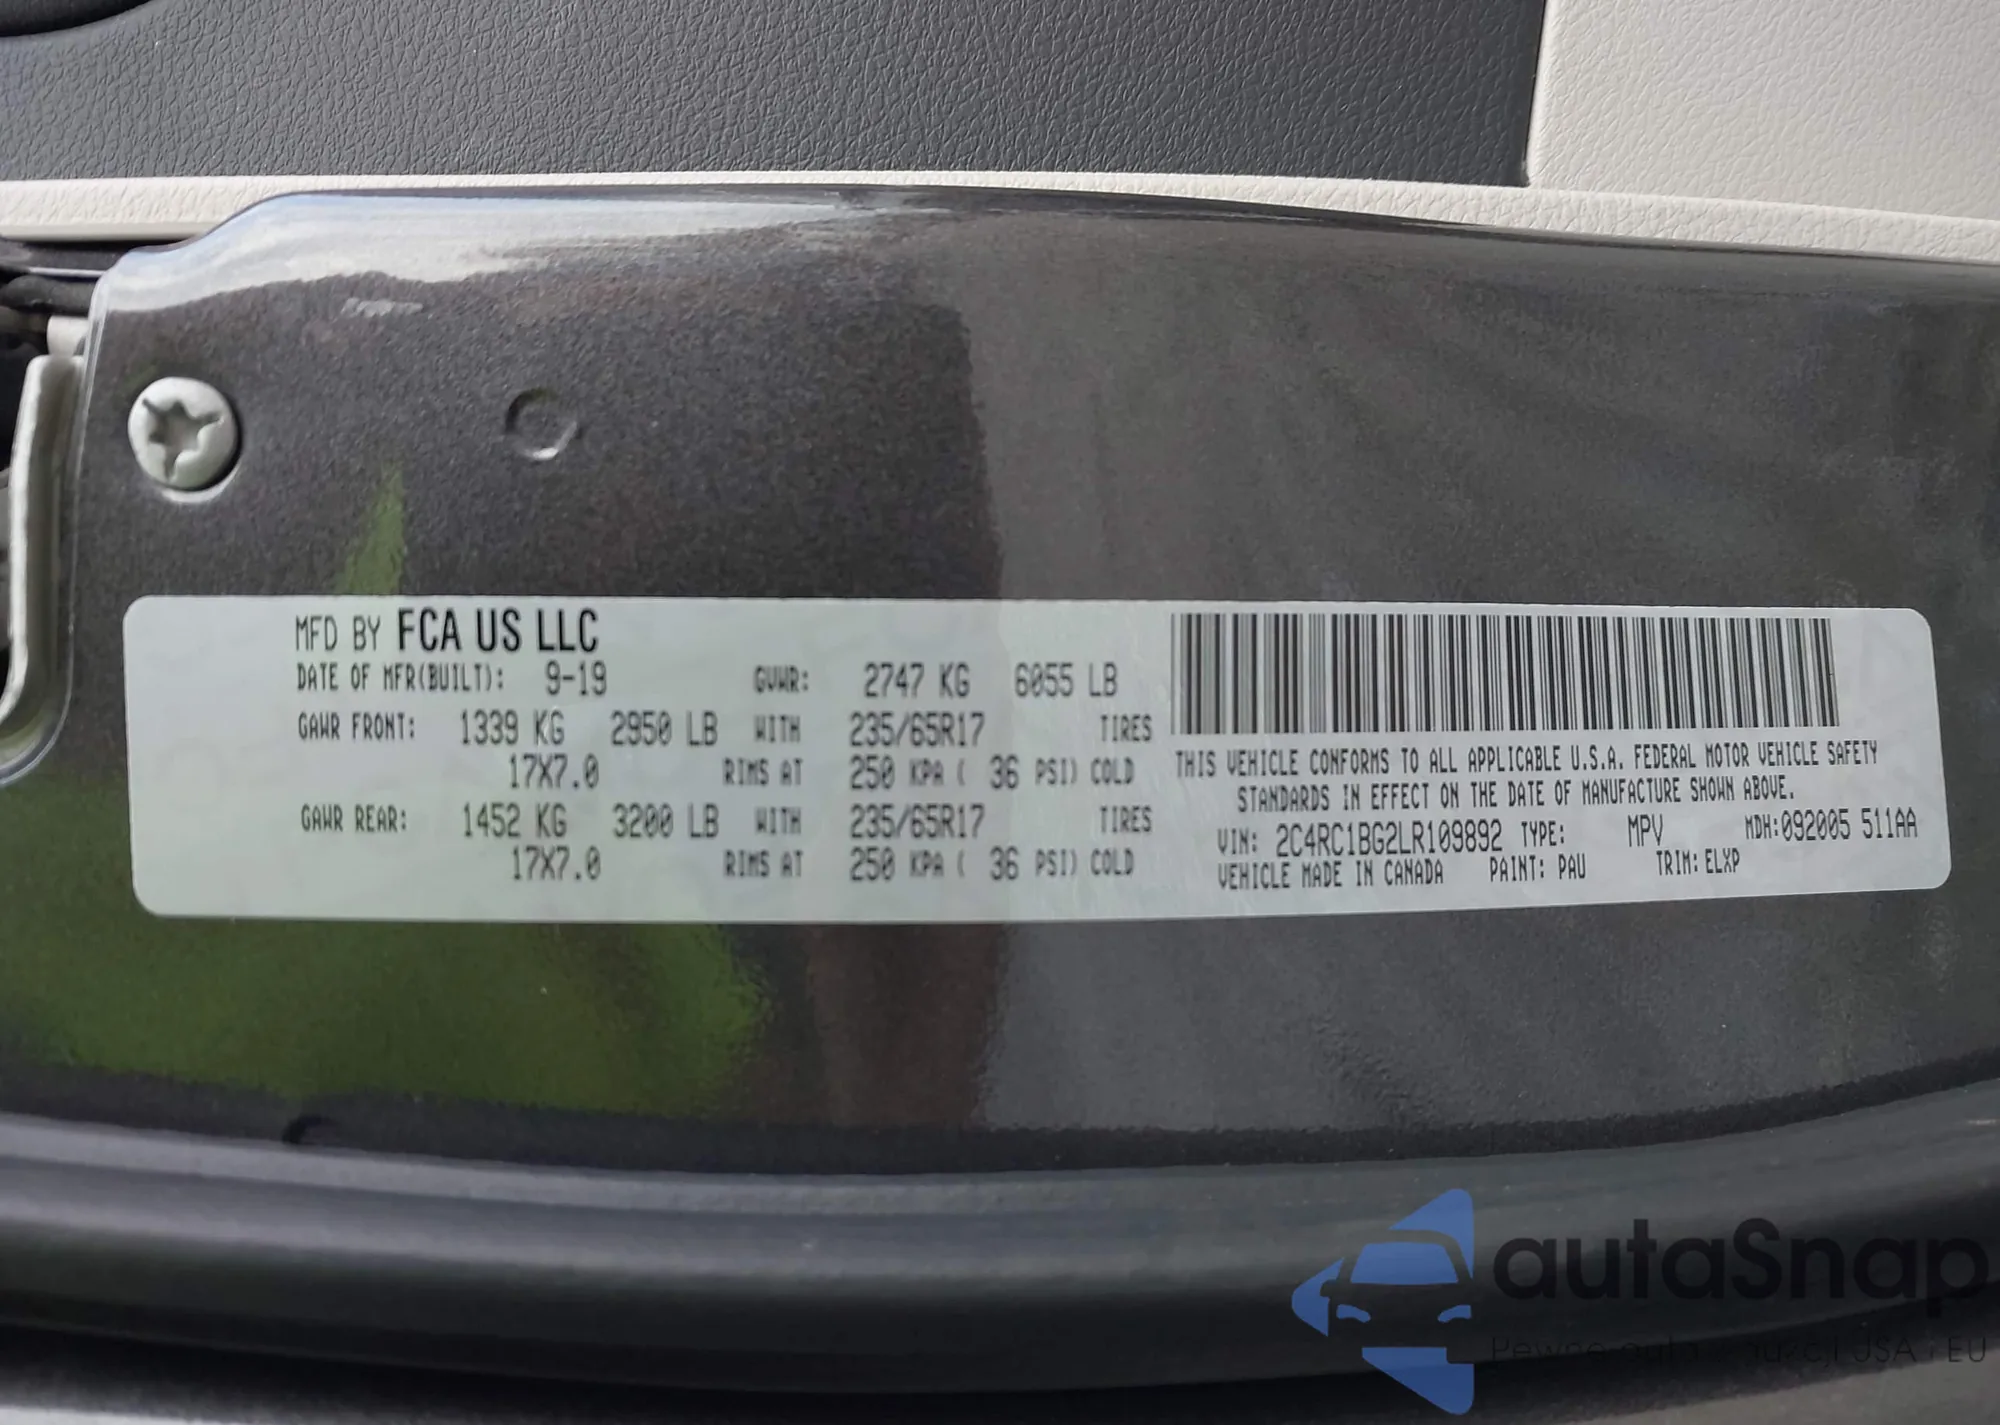 MFD BY FCA US LLC
DATE OF MFR(BUILT): 9-19 GVWR: 2747 KG 6055 LB
GAWR FRONT: 1339 KG 2950 LB WITH 235/65R17 TIRES
17X7.0 RIMS AT 250 KPA ( 36 PSI) COLD
GAWR REAR: 1452 KG 3200 LB WITH 235/65R17 TIRES
17X7.0 RIMS AT 250 KPA ( 36 PSI) COLD
THIS VEHICLE CONFORMS TO ALL APPLICABLE U.S.A. FEDERAL MOTOR VEHICLE SAFETY
STANDARDS IN EFFECT ON THE DATE OF MANUFACTURE SHOWN ABOVE.
VIN: 2C4RC1BG2LR109892 TYPE: MPV MDH:092005 511AA
VEHICLE MADE IN CANADA PAINT: PAU TRIM: ELXP
autaSnap
Pewne auta USA i EU